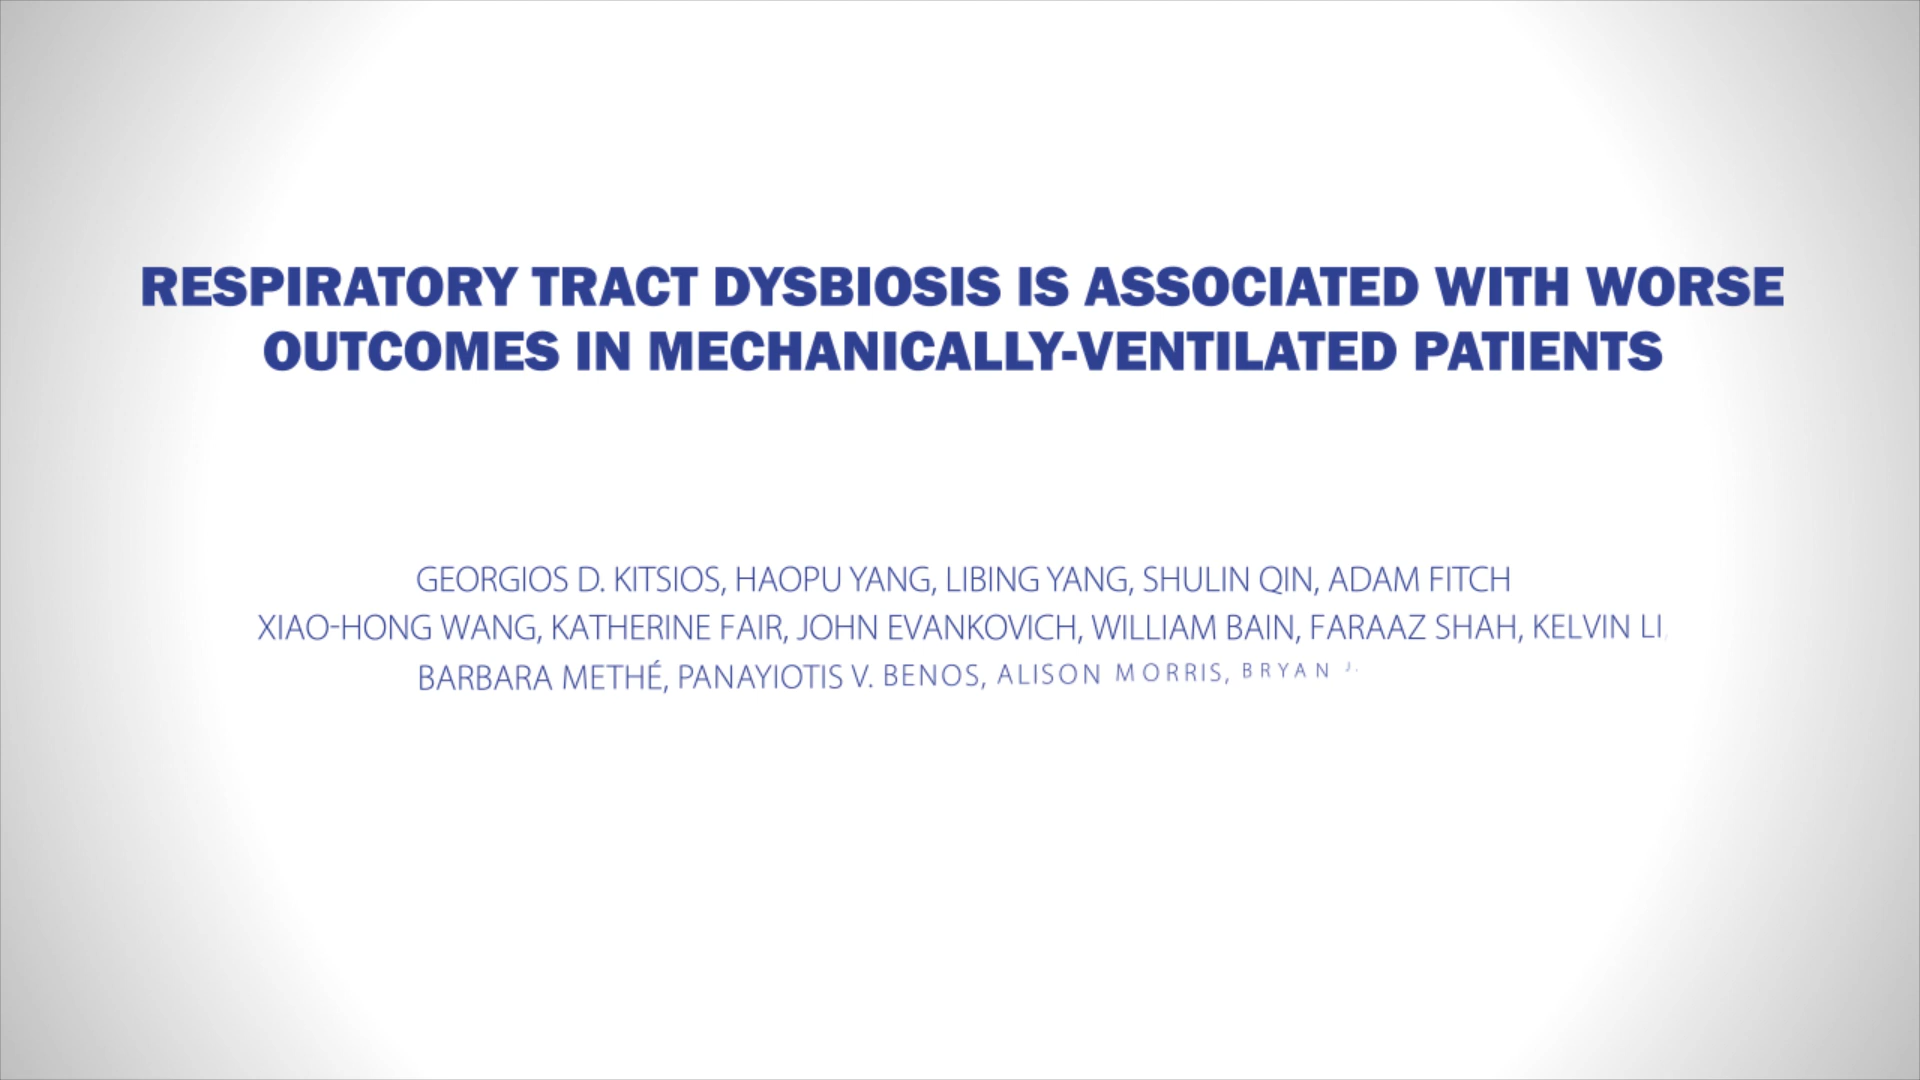 RESPIRATORY TRACT DYSBIOSIS IS ASSOCIATED WITH WORSE
OUTCOMES IN MECHANICALLY-VENTILATED PATIENTS
GEORGIOS D. KITSIOS, HAOPU YANG, LIBING YANG, SHULIN QIN, ADAM FITCH
XIAO-HONG WANG, KATHERINE FAIR, JOHN EVANKOVICH, WILLIAM BAIN, FARAAZ SHAH, KELVIN LI,
BARBARA METHÉ, PANAYIOTIS V. BENOS, ALISON MORRIS, BRYAN J.